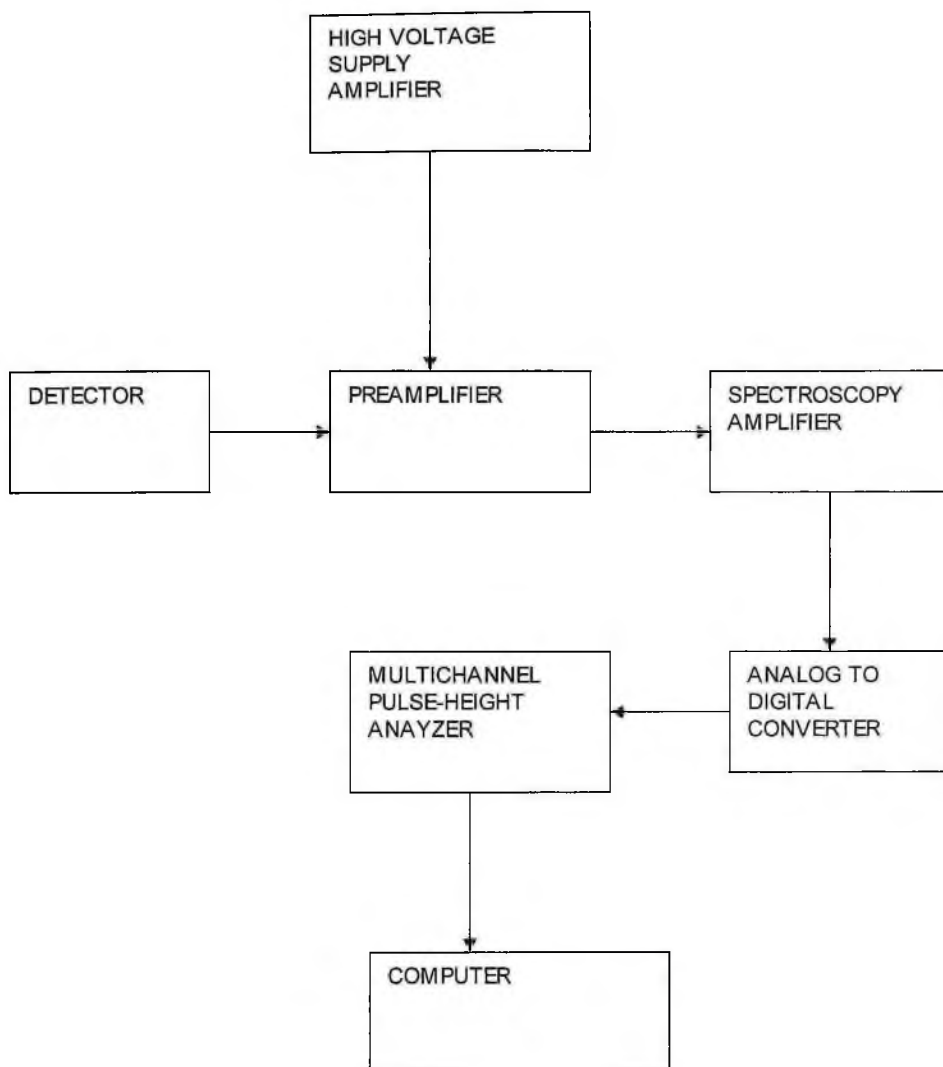 HIGH VOLTAGE
SUPPLY
AMPLIFIER
DETECTOR
PREAMPLIFIER
SPECTROSCOPY
AMPLIFIER
MULTICHANNEL
PULSE-HEIGHT
ANAYZER
ANALOG TO
DIGITAL
CONVERTER
COMPUTER